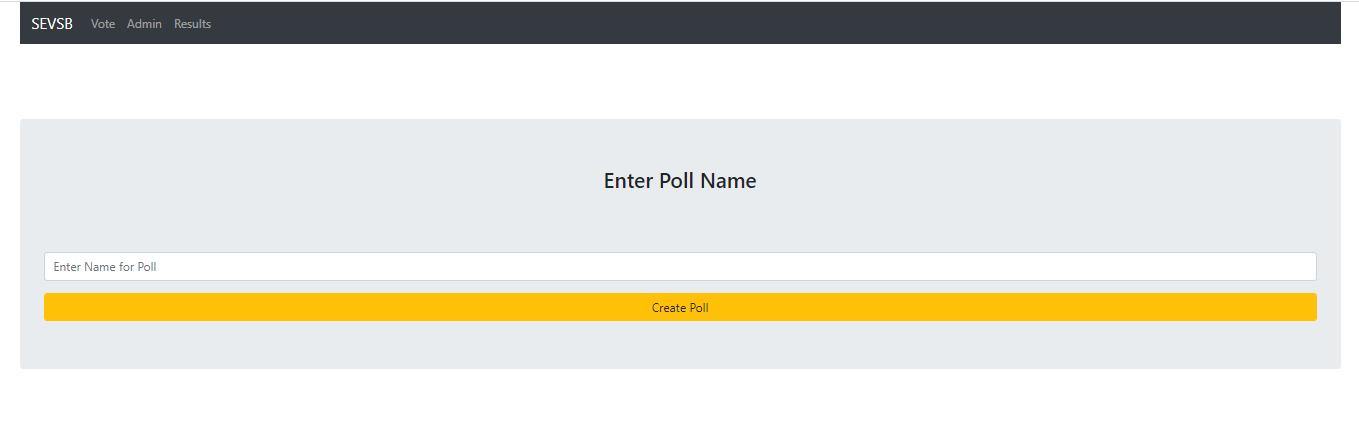 SEVSB Vote Admin Results
Enter Poll Name
Enter Name for Poll
Create Poll